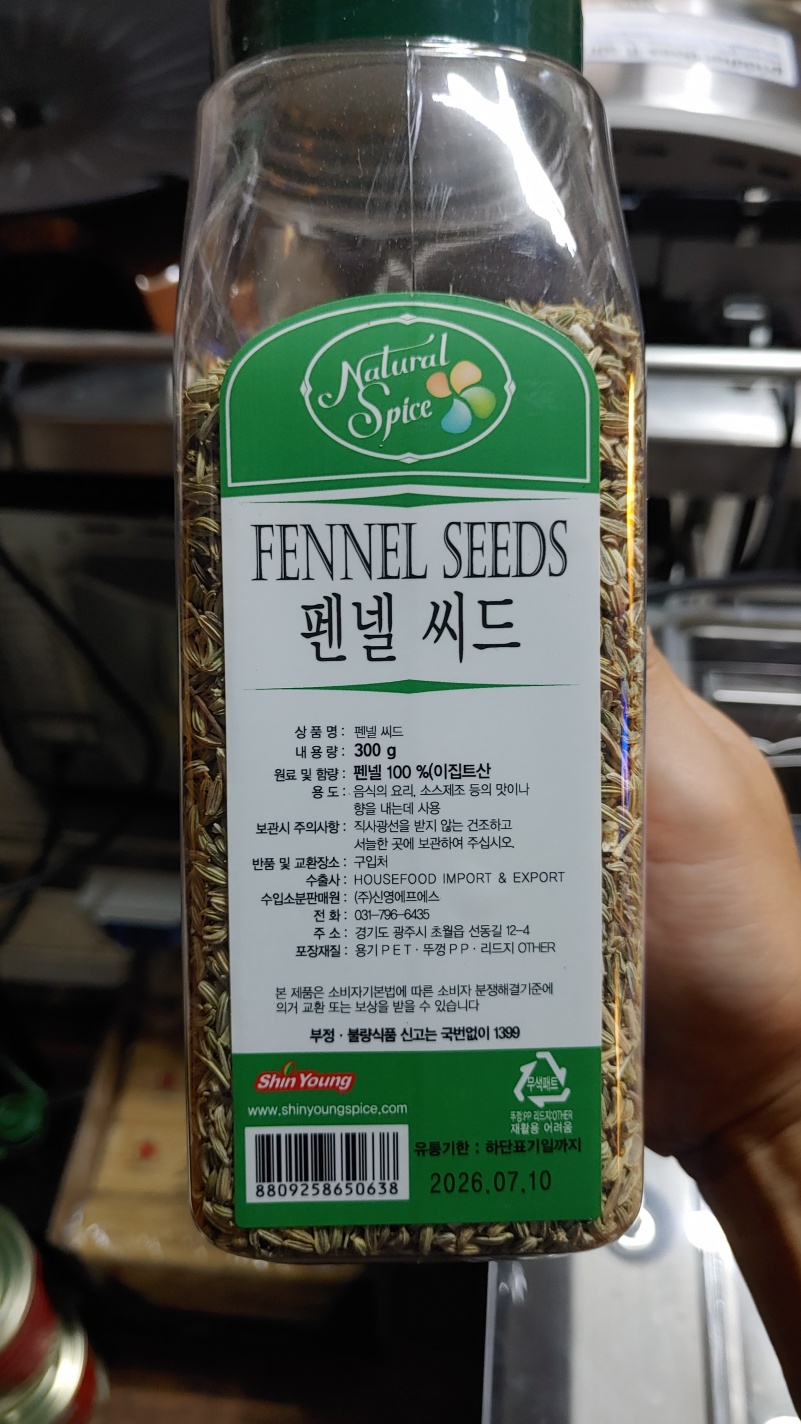 Natural
Spice
FENNEL SEEDS
펜넬 씨드
상 품 명 : 펜넬 씨드
내 용 량 : 300 g
원료 및 함량 : 펜넬 100 %(이집트산
용 도 : 음식의 요리, 소스제조 등의 맛이나
향을 내는데 사용
보관시 주의사항 : 직사광선을 받지 않는 건조하고
서늘한 곳에 보관하여 주십시오.
반품 및 교환장소 : 구입처
수출사 : HOUSEFOOD IMPORT & EXPORT
수입소분판매원 : (주)신영에프에스
전 화 : 031-796-6435
주 소 : 경기도 광주시 초월읍 선동길 12-4
포장재질 : 용기 P E T · 뚜껑 P P · 리드지 OTHER
본 제품은 소비자기본법에 따른 소비자 분쟁해결기준에
의거 교환 또는 보상을 받을 수 있습니다
부정 · 불량식품 신고는 국번없이 1399
Shin Young
www.shinyoungspice.com
무색페트
뚜껑:PP 리드지:OTHER
재활용 어려움
유통기한 : 하단표기일까지
2026.07.10
8809258650638